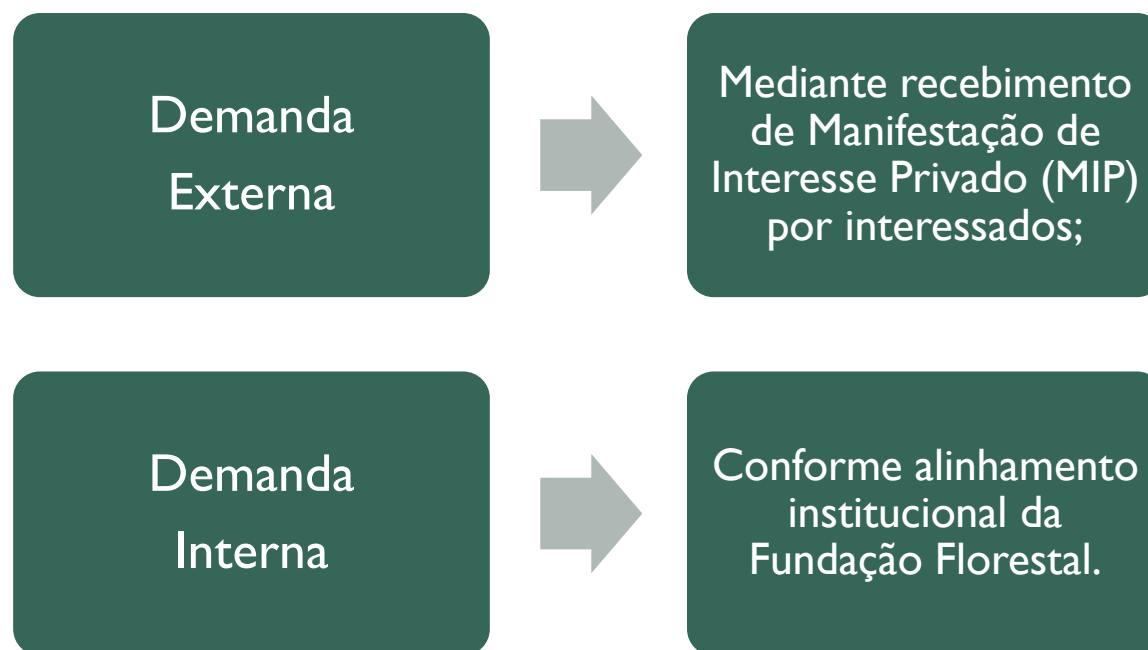 Demanda
Externa
Mediante recebimento
de Manifestação de
Interesse Privado (MIP)
por interessados;
Demanda
Interna
Conforme alinhamento
institucional da
Fundação Florestal.